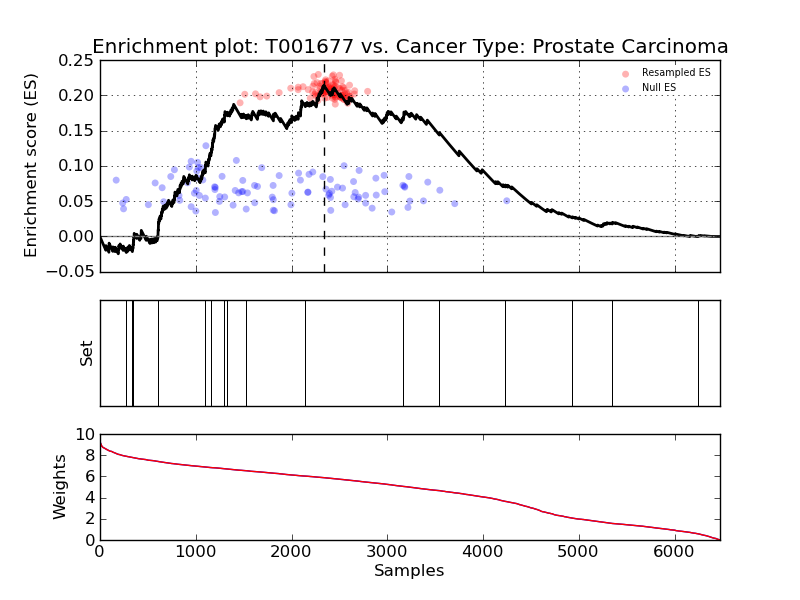 Enrichment plot: T001677 vs. Cancer Type: Prostate Carcinoma
Enrichment score (ES)
0.25
0.20
0.15
0.10
0.05
0.00
−0.05
Resampled ES
Null ES
Set
Weights
10
8
6
4
2
0
0 1000 2000 3000 4000 5000 6000
Samples